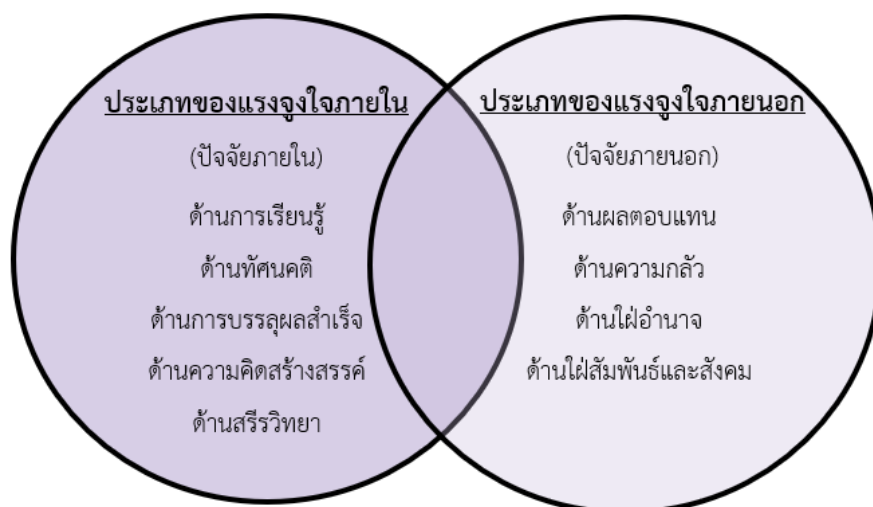 ประเภทของแรงจูงใจภายใน
(ปัจจัยภายใน)
ด้านการเรียนรู้
ด้านทัศนคติ
ด้านการบรรลุผลสำเร็จ
ด้านความคิดสร้างสรรค์
ด้านสรีรวิทยา
ประเภทของแรงจูงใจภายนอก
(ปัจจัยภายนอก)
ด้านผลตอบแทน
ด้านความกลัว
ด้านใฝ่อำนาจ
ด้านใฝ่สัมพันธ์และสังคม